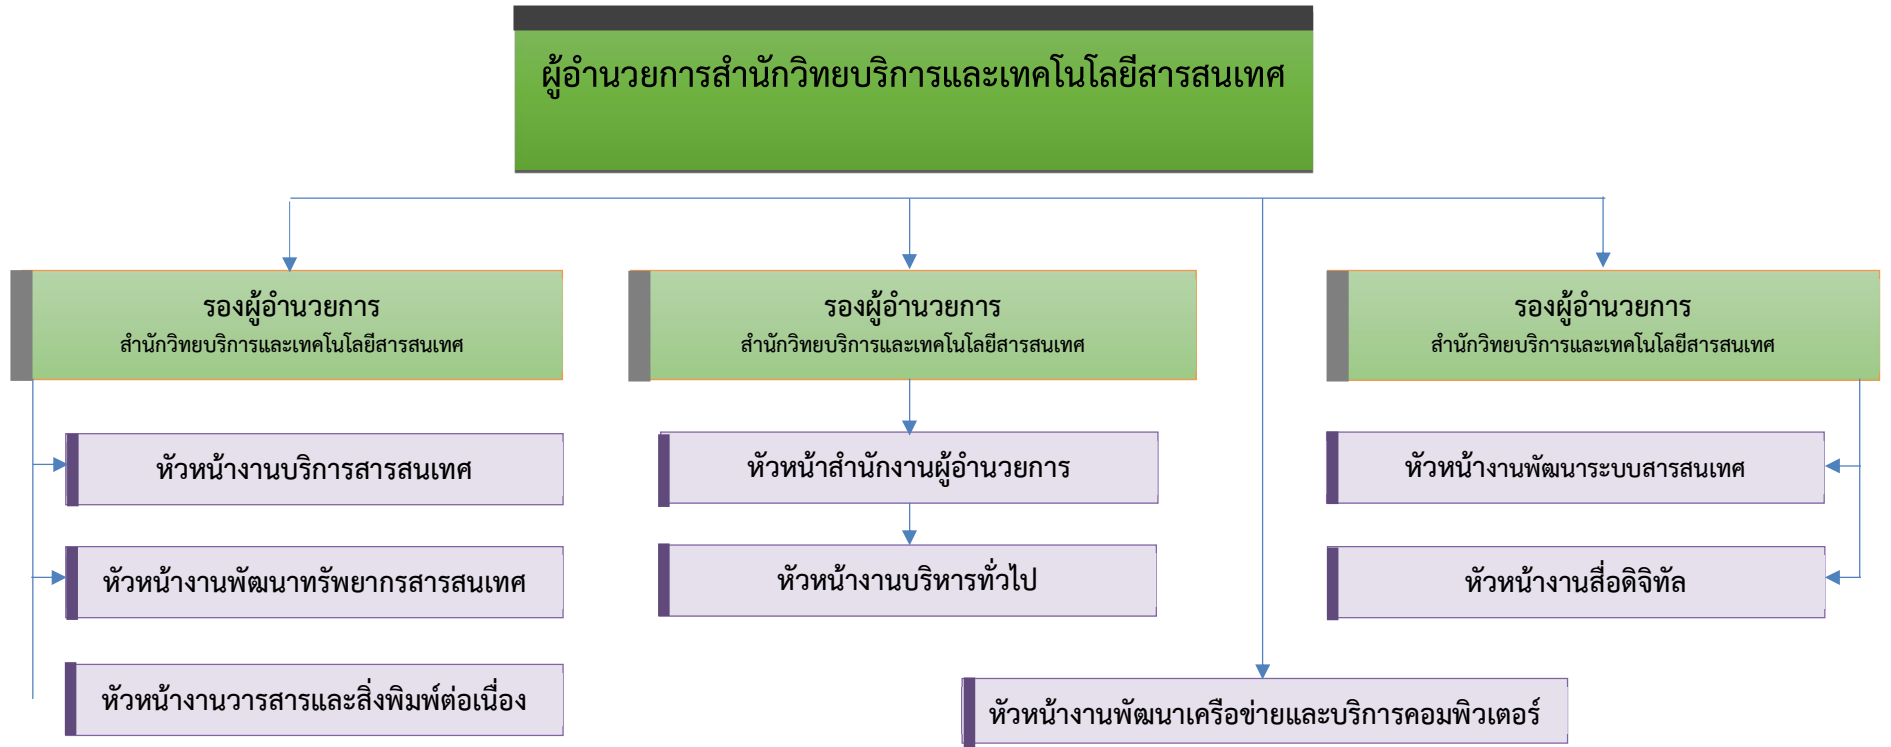 ผู้อำนวยการสำนักวิทยบริการและเทคโนโลยีสารสนเทศ
รองผู้อำนวยการ
สำนักวิทยบริการและเทคโนโลยีสารสนเทศ
รองผู้อำนวยการ
สำนักวิทยบริการและเทคโนโลยีสารสนเทศ
รองผู้อำนวยการ
สำนักวิทยบริการและเทคโนโลยีสารสนเทศ
หัวหน้างานบริการสารสนเทศ
หัวหน้าสำนักงานผู้อำนวยการ
หัวหน้างานพัฒนาระบบสารสนเทศ
หัวหน้างานพัฒนาทรัพยากรสารสนเทศ
หัวหน้างานบริหารทั่วไป
หัวหน้างานสื่อดิจิทัล
หัวหน้างานวารสารและสิ่งพิมพ์ต่อเนื่อง
หัวหน้างานพัฒนาเครือข่ายและบริการคอมพิวเตอร์